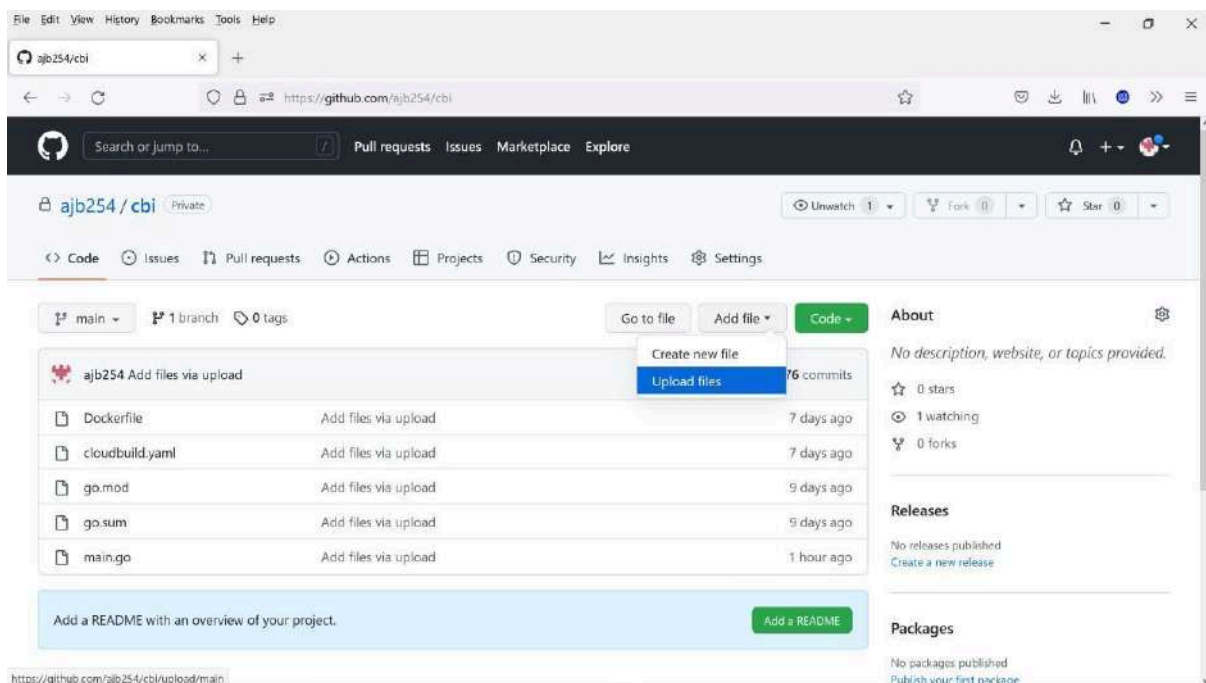 File Edit View History Bookmarks Tools Help
ajb254/cbi
https://github.com/ajb254/cbi
Search or jump to... / Pull requests Issues Marketplace Explore
ajb254 / cbi Private
Unwatch 1 Fork 0 Star 0
Code Issues Pull requests Actions Projects Security Insights Settings
main 1 branch 0 tags Go to file Add file Code
Create new file
Upload files
ajb254 Add files via upload 76 commits
Dockerfile Add files via upload 7 days ago
cloudbuild.yaml Add files via upload 7 days ago
go.mod Add files via upload 9 days ago
go.sum Add files via upload 9 days ago
main.go Add files via upload 1 hour ago
Add a README with an overview of your project. Add a README
About
No description, website, or topics provided.
0 stars
1 watching
0 forks
Releases
No releases published
Create a new release
Packages
No packages published
Publish your first package
https://github.com/ajb254/cbi/upload/main